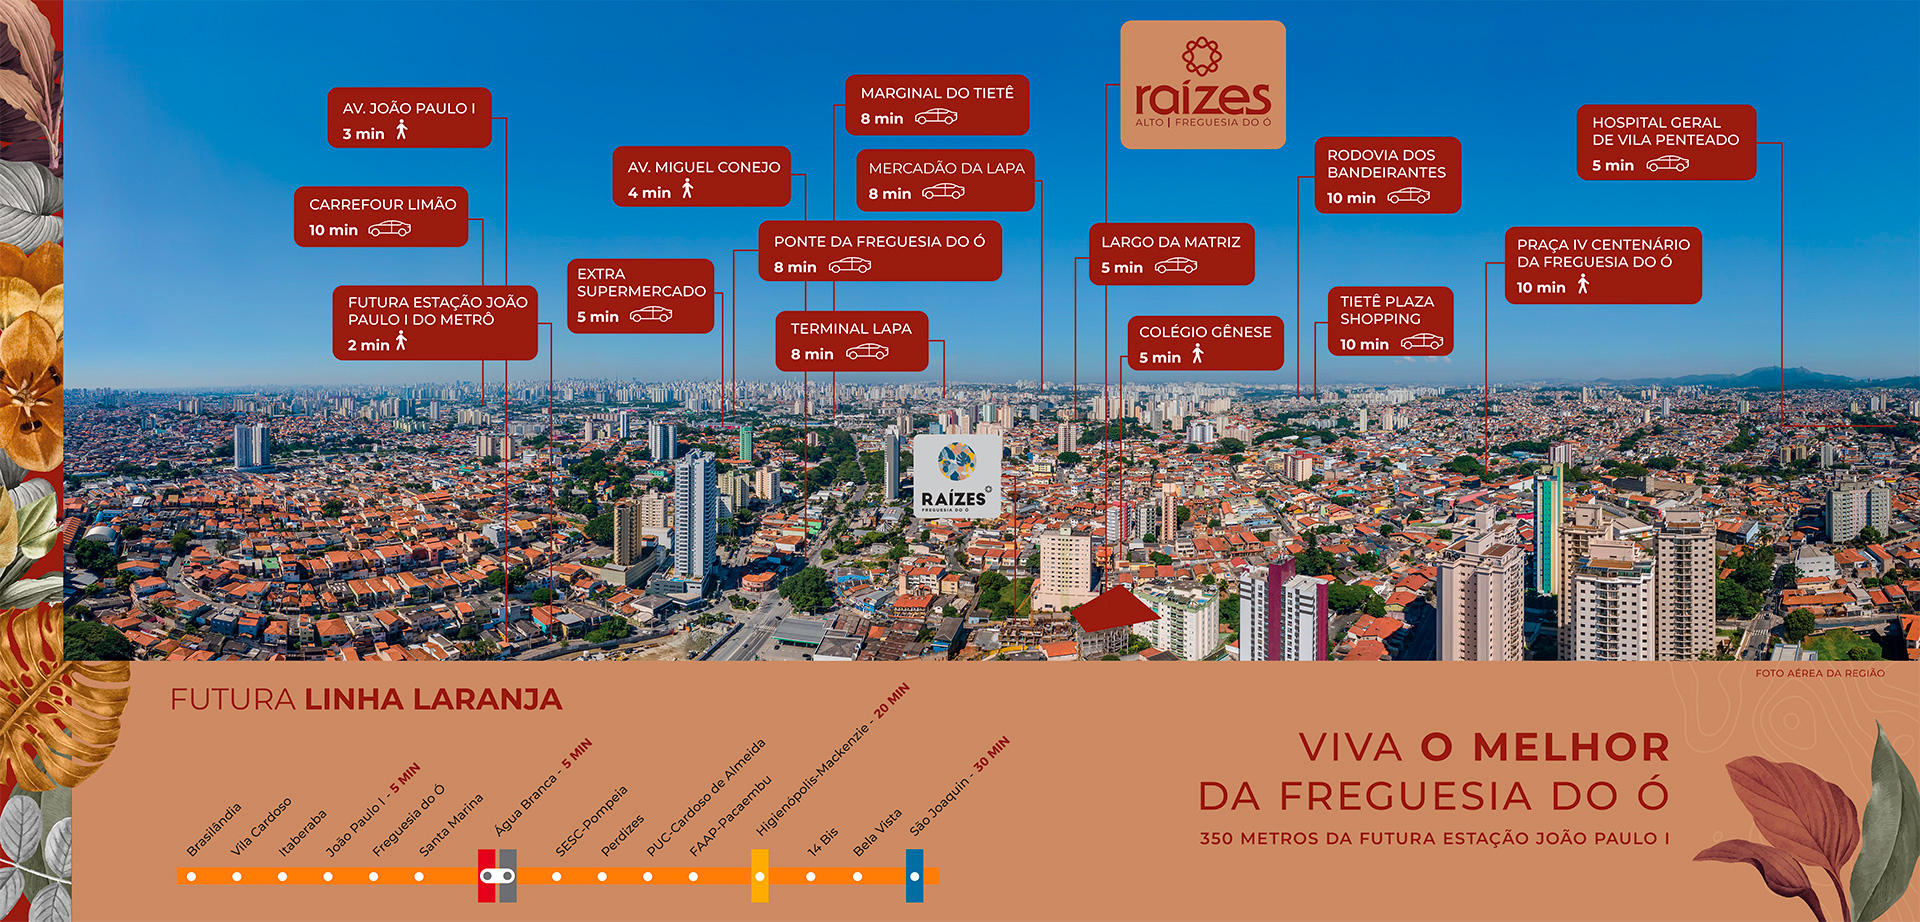 raízes
ALTO | FREGUESIA DO Ó
AV. JOÃO PAULO I
3 min
CARREFOUR LIMÃO
10 min
FUTURA ESTAÇÃO JOÃO
PAULO I DO METRÔ
2 min
AV. MIGUEL CONEJO
4 min
EXTRA
SUPERMERCADO
5 min
MARGINAL DO TIETÊ
8 min
MERCADÃO DA LAPA
8 min
PONTE DA FREGUESIA DO Ó
8 min
TERMINAL LAPA
8 min
LARGO DA MATRIZ
5 min
COLÉGIO GÊNESE
5 min
RODOVIA DOS
BANDEIRANTES
10 min
TIETÊ PLAZA
SHOPPING
10 min
HOSPITAL GERAL
DE VILA PENTEADO
5 min
PRAÇA IV CENTENÁRIO
DA FREGUESIA DO Ó
10 min
RAÍZES+
FREGUESIA DO Ó
FOTO AÉREA DA REGIÃO
FUTURA LINHA LARANJA
Brasilândia
Vila Cardoso
Itaberaba
João Paulo I - 5 MIN
Freguesia do Ó
Santa Marina
Água Branca - 5 MIN
SESC-Pompeia
Perdizes
PUC-Cardoso de Almeida
FAAP-Pacaembu
Higienópolis-Mackenzie - 20 MIN
14 Bis
Bela Vista
São Joaquin - 30 MIN
VIVA O MELHOR
DA FREGUESIA DO Ó
350 METROS DA FUTURA ESTAÇÃO JOÃO PAULO I